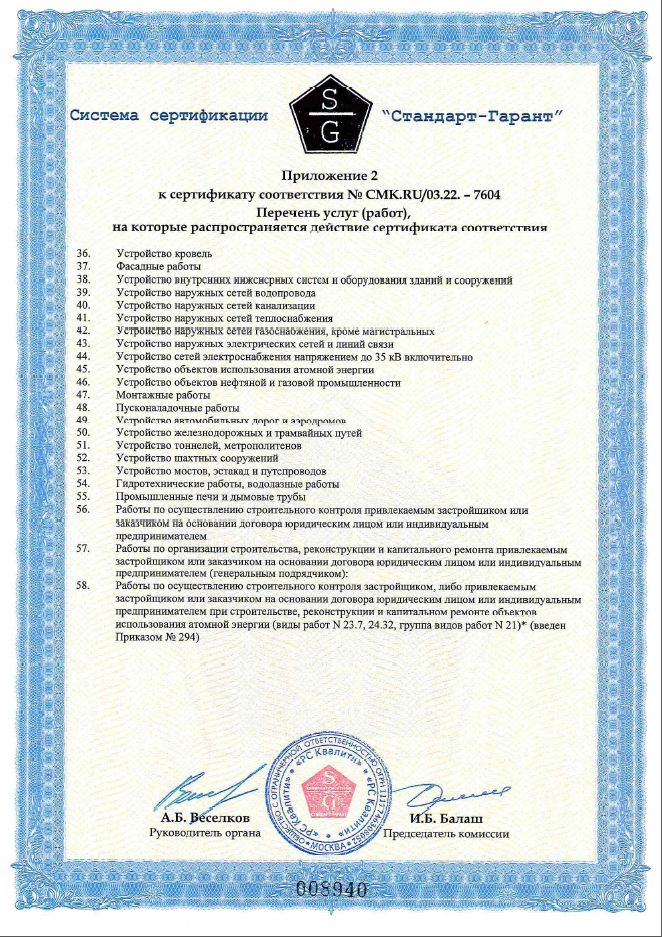 Система сертификации
S
G
"Стандарт-Гарант"
Приложение 2
к сертификату соответствия № СМК.RU/03.22. – 7604
Перечень услуг (работ),
на которые распространяется действие сертификата соответствия
36. Устройство кровель
37. Фасадные работы
38. Устройство внутренних инженерных систем и оборудования зданий и сооружений
39. Устройство наружных сетей водопровода
40. Устройство наружных сетей канализации
41. Устройство наружных сетей теплоснабжения
42. Устройство наружных сетей газоснабжения, кроме магистральных
43. Устройство наружных электрических сетей и линий связи
44. Устройство сетей электроснабжения напряжением до 35 кВ включительно
45. Устройство объектов использования атомной энергии
46. Устройство объектов нефтяной и газовой промышленности
47. Монтажные работы
48. Пусконаладочные работы
49. Устройство автомобильных дорог и аэродромов
50. Устройство железнодорожных и трамвайных путей
51. Устройство тоннелей, метрополитенов
52. Устройство шахтных сооружений
53. Устройство мостов, эстакад и путепроводов
54. Гидротехнические работы, водолазные работы
55. Промышленные печи и дымовые трубы
56. Работы по осуществлению строительного контроля привлекаемым застройщиком или
заказчиком на основании договора юридическим лицом или индивидуальным
предпринимателем
57. Работы по организации строительства, реконструкции и капитального ремонта привлекаемым
застройщиком или заказчиком на основании договора юридическим лицом или индивидуальным
предпринимателем (генеральным подрядчиком):
58. Работы по осуществлению строительного контроля застройщиком, либо привлекаемым
застройщиком или заказчиком на основании договора юридическим лицом или индивидуальным
предпринимателем при строительстве, реконструкции и капитальном ремонте объектов
использования атомной энергии (виды работ N 23.7, 24.32, группа видов работ N 21)* (введен
Приказом № 294)
ОБЩЕСТВО С ОГРАНИЧЕННОЙ ОТВЕТСТВЕННОСТЬЮ ОГРН
МОСКВА
«РС Квалити» «РС Квалити» «РС Квалити» «РС Квалити»
S
G
СТАНДАРТ-ГАРАНТ
А.Б. Веселков
Руководитель органа
И.Б. Балаш
Председатель комиссии
008940